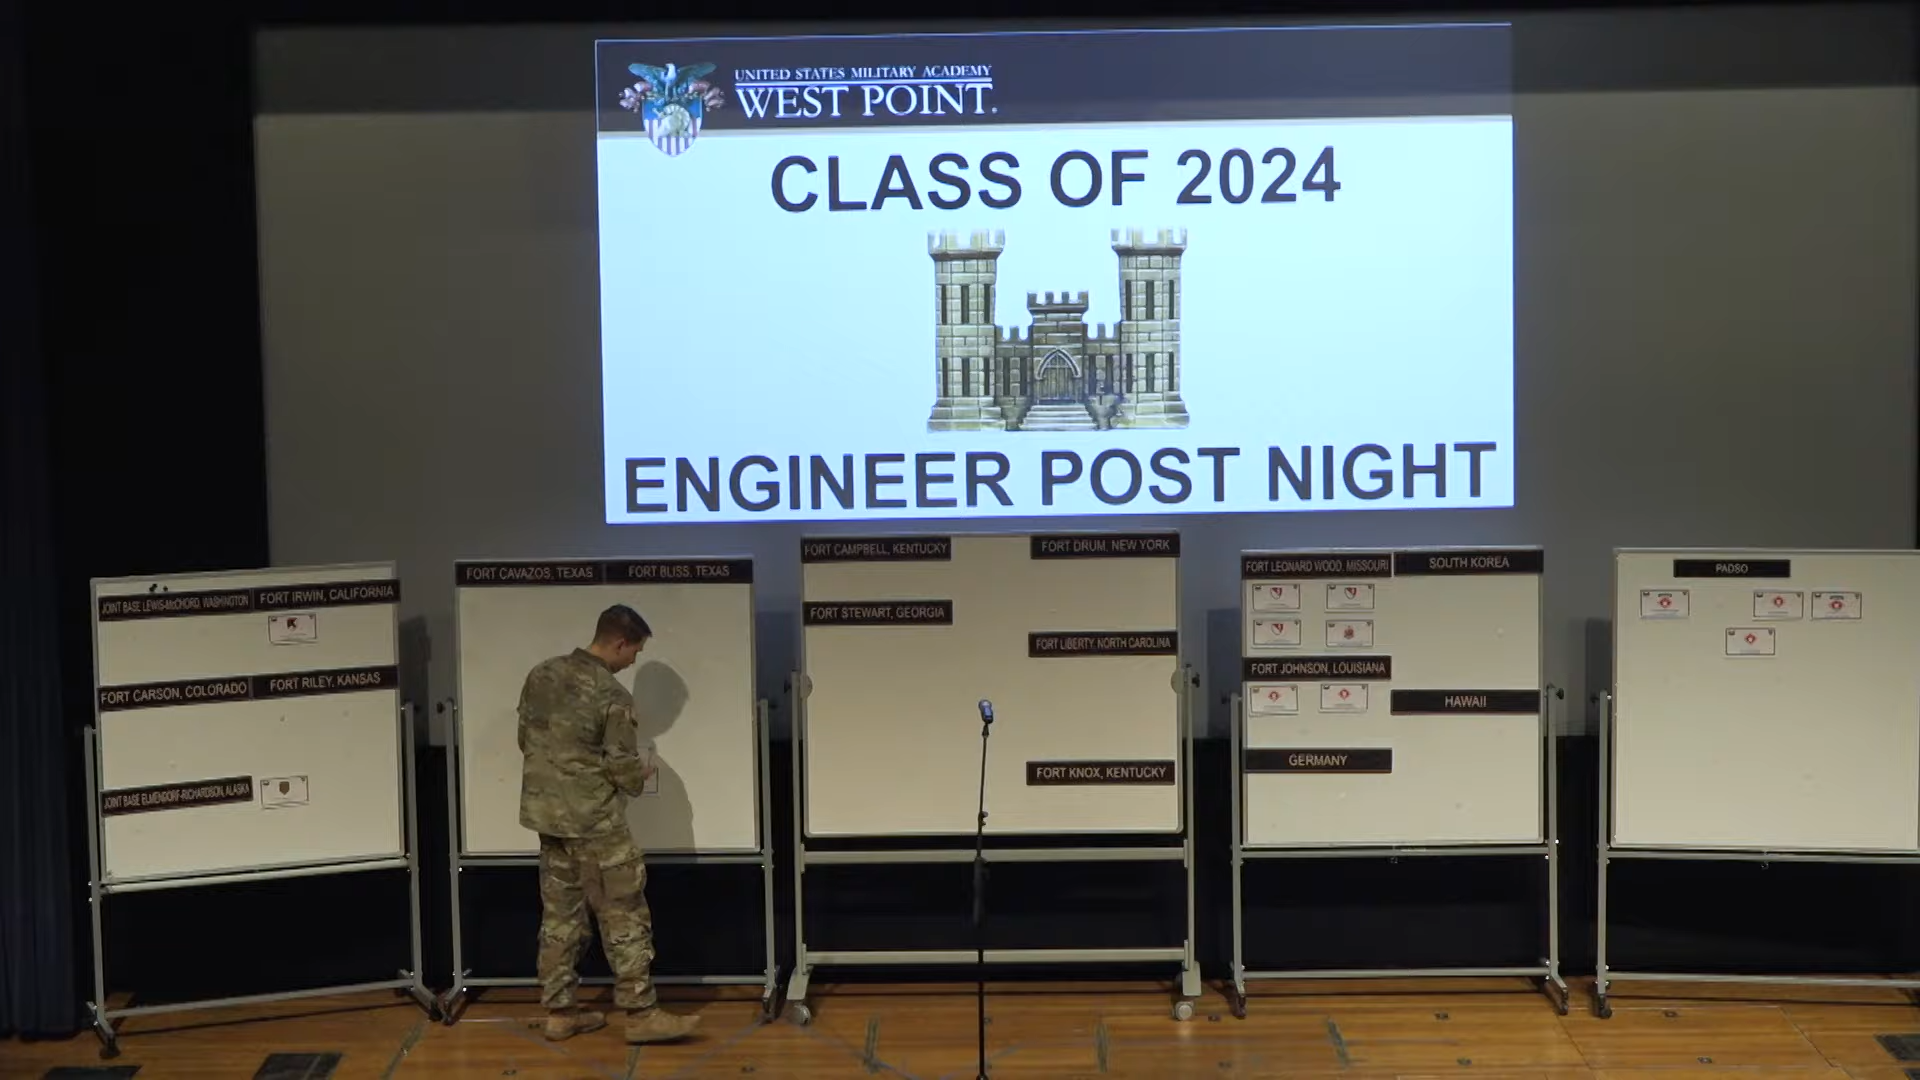 UNITED STATES MILITARY ACADEMY
WEST POINT.
CLASS OF 2024
ENGINEER POST NIGHT
JOINT BASE LEWIS-McCHORD, WASHINGTON
FORT IRWIN, CALIFORNIA
FORT CARSON, COLORADO
FORT RILEY, KANSAS
JOINT BASE ELMENDORF-RICHARDSON, ALASKA
FORT CAVAZOS, TEXAS
FORT BLISS, TEXAS
FORT CAMPBELL, KENTUCKY
FORT DRUM, NEW YORK
FORT STEWART, GEORGIA
FORT LIBERTY, NORTH CAROLINA
FORT KNOX, KENTUCKY
FORT LEONARD WOOD, MISSOURI
SOUTH KOREA
FORT JOHNSON, LOUISIANA
HAWAII
GERMANY
PADSO